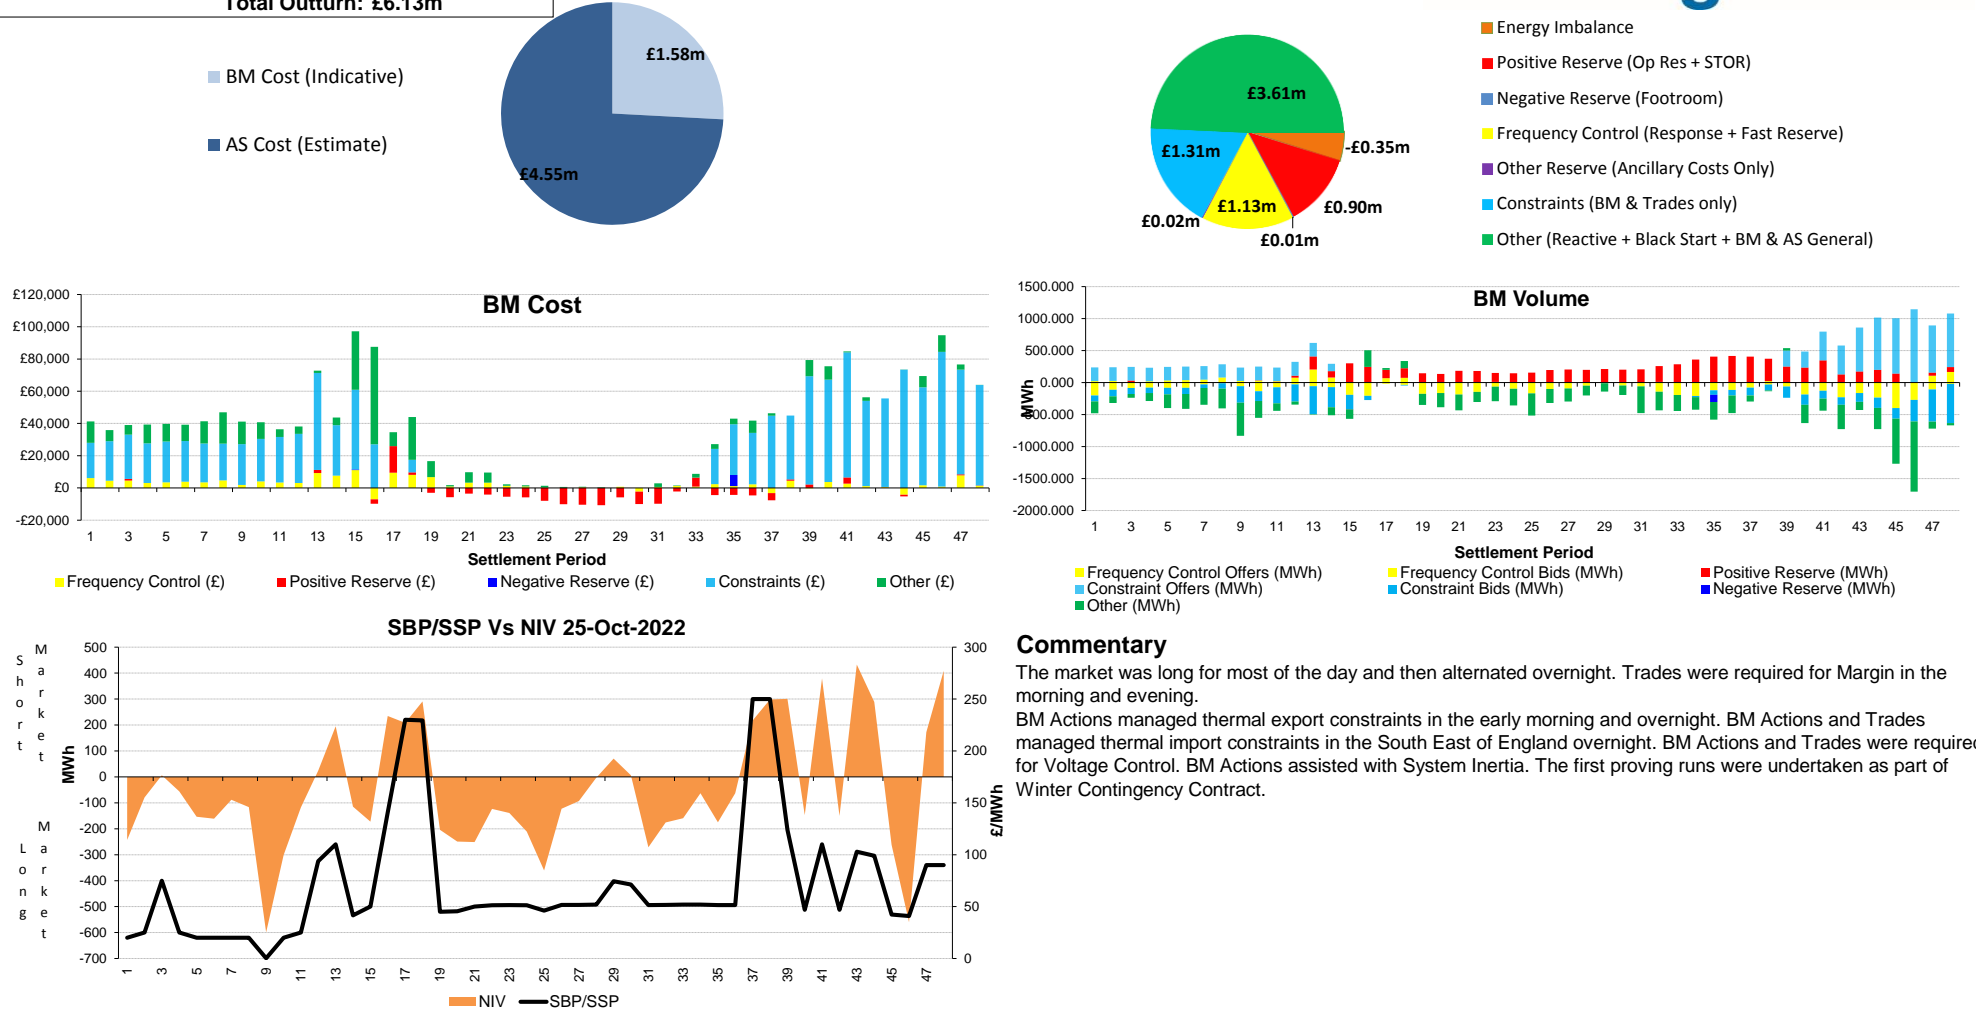 Total Outturn: £6.13m
BM Cost (Indicative)
AS Cost (Estimate)
£1.58m
£4.55m
£3.61m
-£0.35m
£0.90m
£0.01m
£1.13m
£0.02m
£1.31m
Energy Imbalance
Positive Reserve (Op Res + STOR)
Negative Reserve (Footroom)
Frequency Control (Response + Fast Reserve)
Other Reserve (Ancillary Costs Only)
Constraints (BM & Trades only)
Other (Reactive + Black Start + BM & AS General)
BM Cost
£120,000
£100,000
£80,000
£60,000
£40,000
£20,000
£0
-£20,000
1 3 5 7 9 11 13 15 17 19 21 23 25 27 29 31 33 35 37 39 41 43 45 47
Settlement Period
Frequency Control (£) Positive Reserve (£) Negative Reserve (£) Constraints (£) Other (£)
BM Volume
1500.000
1000.000
500.000
0.000
-500.000
-1000.000
-1500.000
-2000.000
MWh
1 3 5 7 9 11 13 15 17 19 21 23 25 27 29 31 33 35 37 39 41 43 45 47
Settlement Period
Frequency Control Offers (MWh) Frequency Control Bids (MWh) Positive Reserve (MWh)
Constraint Offers (MWh) Constraint Bids (MWh) Negative Reserve (MWh)
Other (MWh)
SBP/SSP Vs NIV 25-Oct-2022
Short Market
Long Market
MWh
500
400
300
200
100
0
-100
-200
-300
-400
-500
-600
-700
300
250
200
150
100
50
0
£/MWh
1 3 5 7 9 11 13 15 17 19 21 23 25 27 29 31 33 35 37 39 41 43 45 47
NIV SBP/SSP
Commentary
The market was long for most of the day and then alternated overnight. Trades were required for Margin in the
morning and evening.
BM Actions managed thermal export constraints in the early morning and overnight. BM Actions and Trades
managed thermal import constraints in the South East of England overnight. BM Actions and Trades were required
for Voltage Control. BM Actions assisted with System Inertia. The first proving runs were undertaken as part of
Winter Contingency Contract.